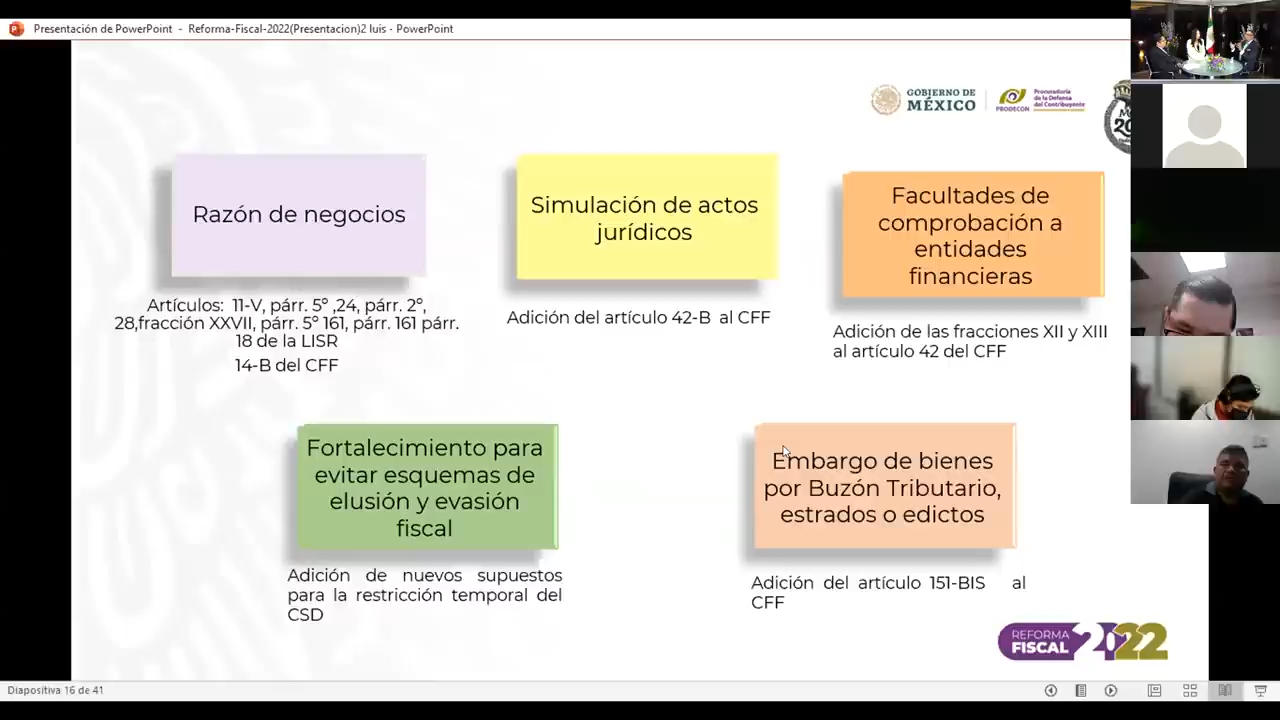 Presentación de PowerPoint - Reforma-Fiscal-2022(Presentacion)2 luis - PowerPoint
GOBIERNO DE
MÉXICO
PRODECON
Procuraduría
de la Defensa
del Contribuyente
Razón de negocios
Artículos: 11-V, párr. 5º ,24, párr. 2º,
28,fracción XXVII, párr. 5º 161, párr. 161 párr.
18 de la LISR
14-B del CFF
Simulación de actos
jurídicos
Adición del artículo 42-B al CFF
Facultades de
comprobación a
entidades
financieras
Adición de las fracciones XII y XIII
al artículo 42 del CFF
Fortalecimiento para
evitar esquemas de
elusión y evasión
fiscal
Adición de nuevos supuestos
para la restricción temporal del
CSD
Embargo de bienes
por Buzón Tributario,
estrados o edictos
Adición del artículo 151-BIS al
CFF
REFORMA
FISCAL 2022
Diapositiva 16 de 41